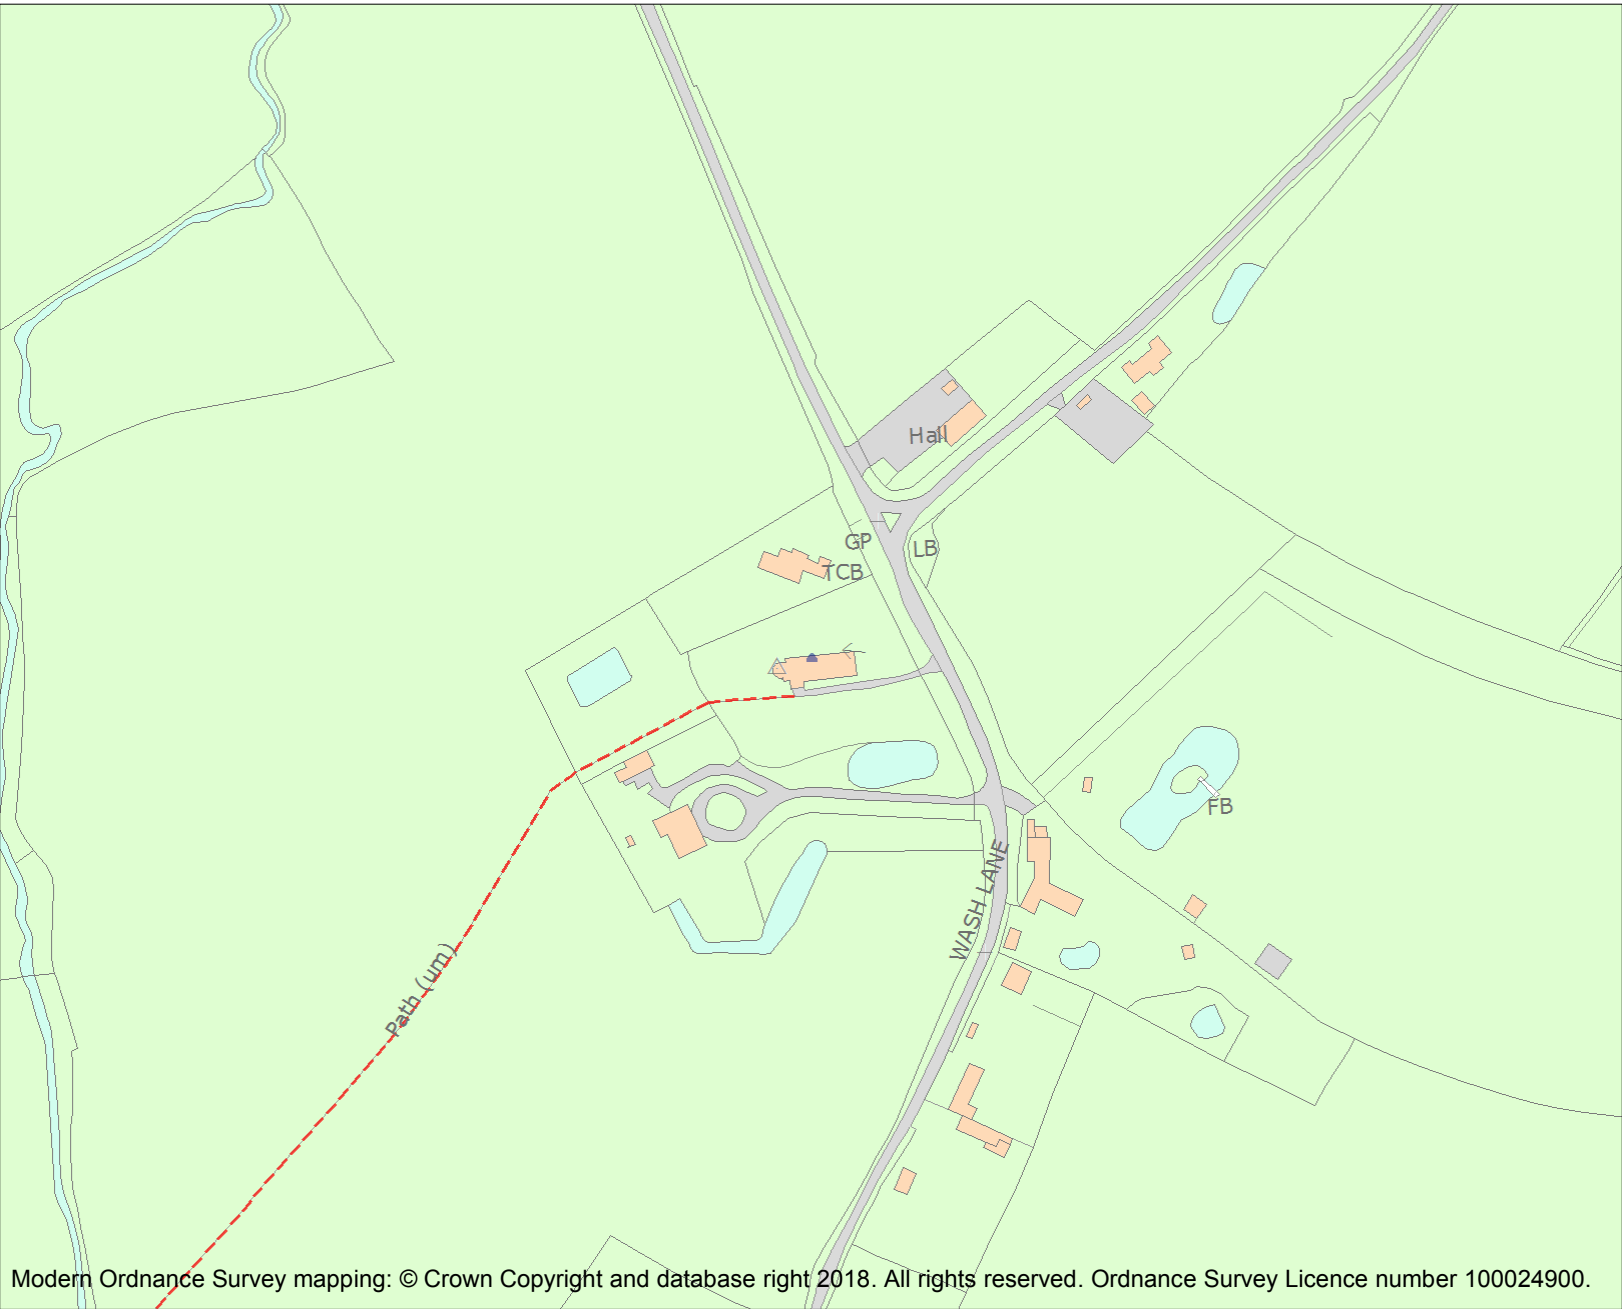 Hall
GP
LB
TCB
FB
WASH LANE
Path (um)
Modern Ordnance Survey mapping: © Crown Copyright and database right 2018. All rights reserved. Ordnance Survey Licence number 100024900.